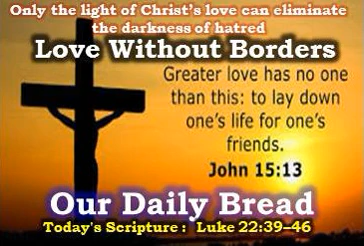 Only the light of Christ's love can eliminate
the darkness of hatred
Love Without Borders
Greater love has no one
than this: to lay down
one's life for one's
friends.
John 15:13
Our Daily Bread
Today's Scripture : Luke 22:39–46